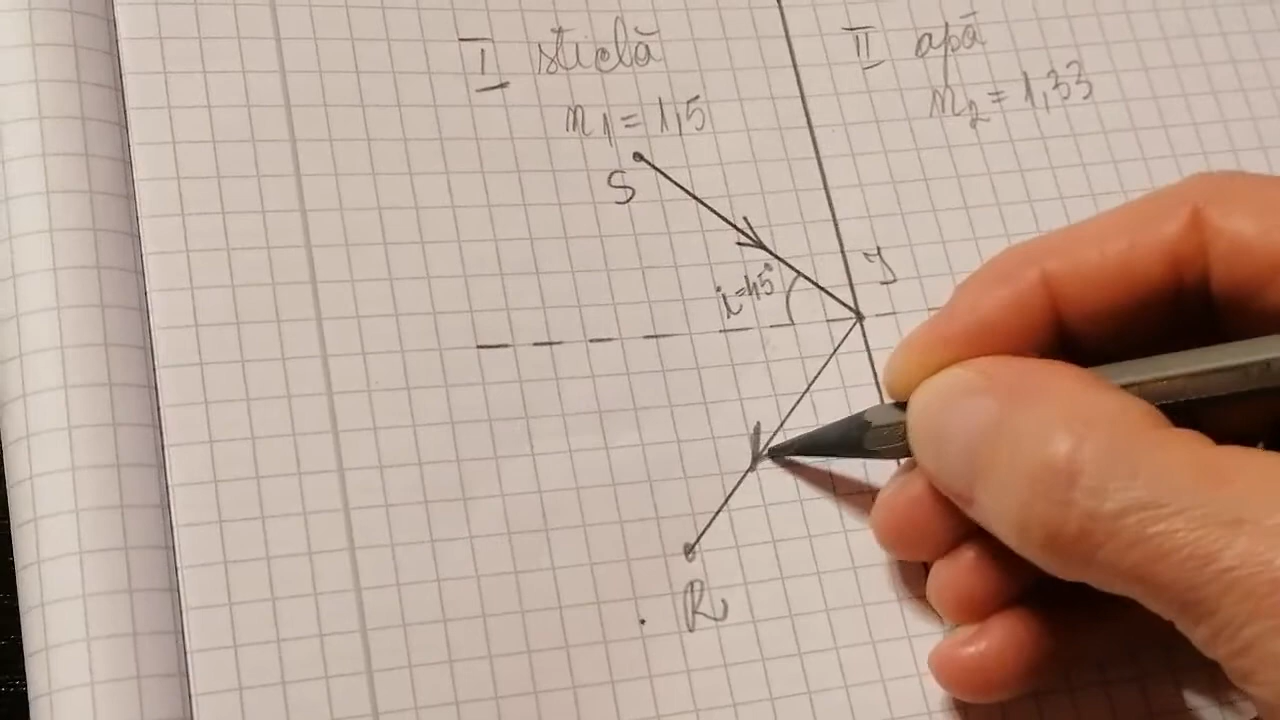 I sticlă
n1 = 1,5
II apă
n2 = 1,33
S
i=45°
I
R